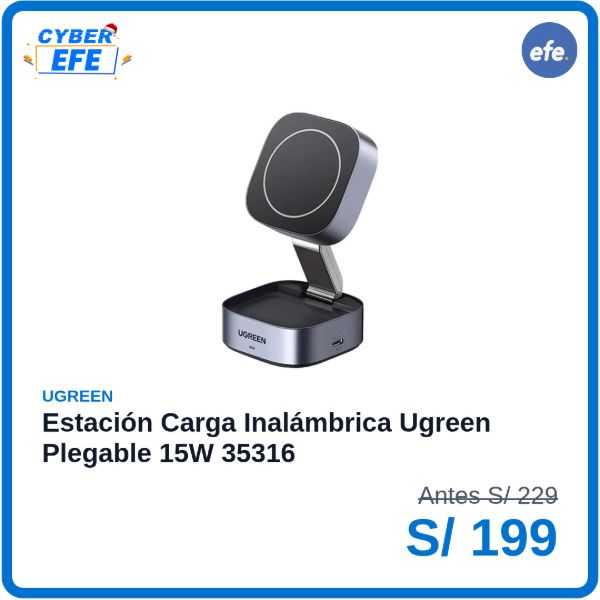 CYBER
EFE
efe.
UGREEN
UGREEN
Estación Carga Inalámbrica Ugreen
Plegable 15W 35316
Antes S/ 229
S/ 199